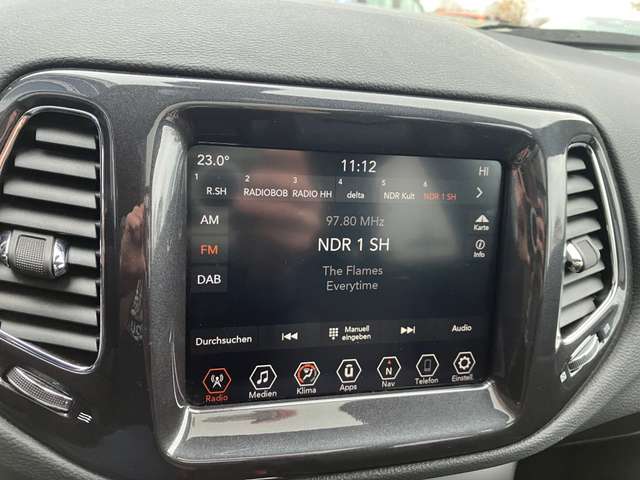 23.0° 11:12 HI
1 2 3 4 5 6
R.SH RADIOBOB RADIO HH delta NDR Kult NDR 1 SH
AM
FM
DAB
97.80 MHz
NDR 1 SH
The Flames
Everytime
Karte
Info
Durchsuchen Manuell eingeben Audio
Radio Medien Klima Apps Nav Telefon Einstell.